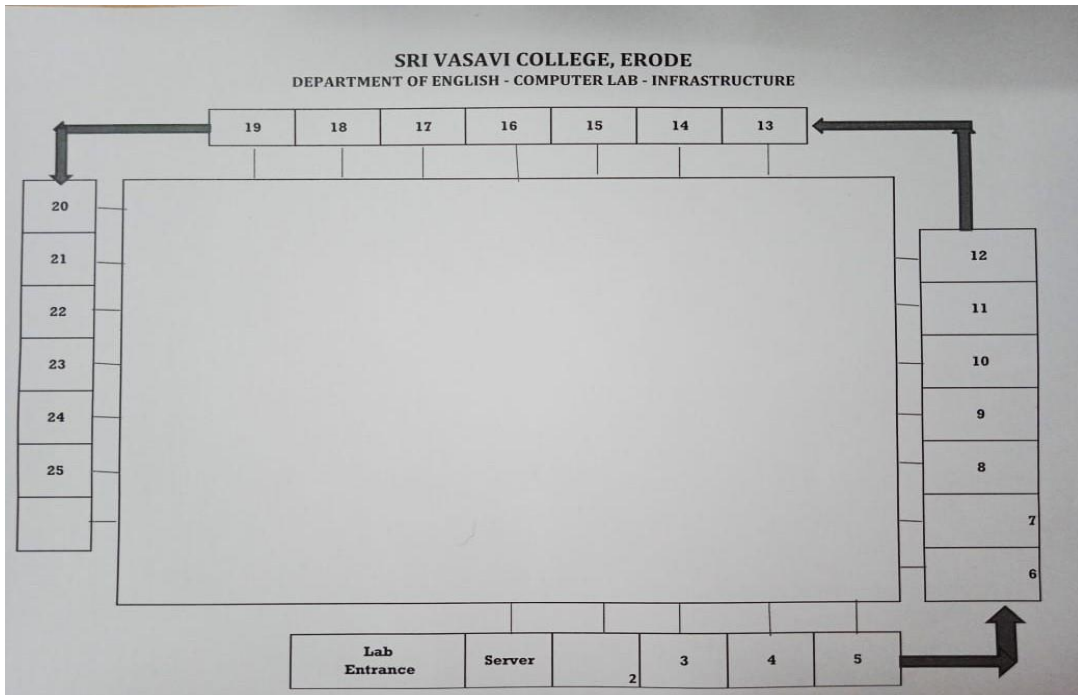 SRI VASAVI COLLEGE, ERODE
DEPARTMENT OF ENGLISH - COMPUTER LAB - INFRASTRUCTURE
19 18 17 16 15 14 13
20
21
22
23
24
25
12
11
10
9
8
7
6
Lab
Entrance
Server 2 3 4 5